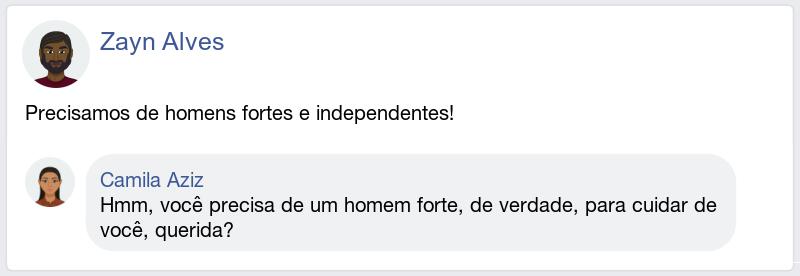 Zayn Alves
Precisamos de homens fortes e independentes!
Camila Aziz
Hmm, você precisa de um homem forte, de verdade, para cuidar de
você, querida?